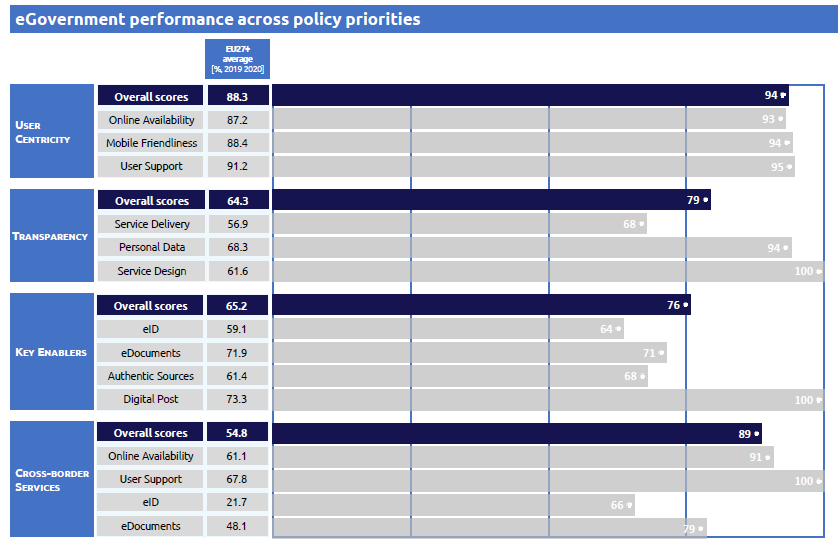 eGovernment performance across policy priorities
EU27+
average
[%, 2019 2020]
USER
CENTRICITY
Overall scores 88.3 94
Online Availability 87.2 93
Mobile Friendliness 88.4 94
User Support 91.2 95
TRANSPARENCY
Overall scores 64.3 79
Service Delivery 56.9 68
Personal Data 68.3 94
Service Design 61.6 100
KEY ENABLERS
Overall scores 65.2 76
eID 59.1 64
eDocuments 71.9 71
Authentic Sources 61.4 68
Digital Post 73.3 100
CROSS-BORDER
SERVICES
Overall scores 54.8 89
Online Availability 61.1 91
User Support 67.8 100
eID 21.7 66
eDocuments 48.1 79